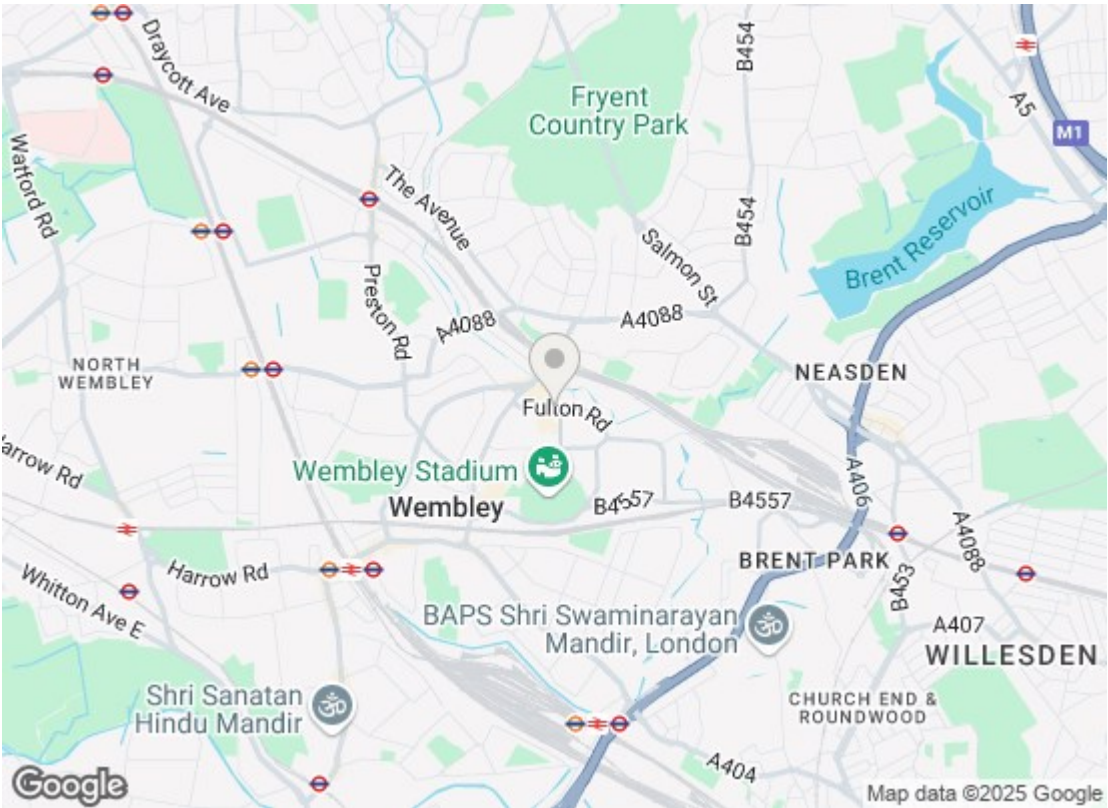 Draycott Ave
B454
Fryent
Country Park
A5
M1
Watford Rd
The Avenue
B454
Salmon St
Brent Reservoir
Preston Rd
A4088
A4088
NORTH
WEMBLEY
NEASDEN
Fulton Rd
Harrow Rd
Wembley Stadium
Wembley
B4557
B4557
A406
A4088
Harrow Rd
BRENT PARK
B453
Whitton Ave E
BAPS Shri Swaminarayan
Mandir, London
A407
WILLESDEN
Shri Sanatan
Hindu Mandir
CHURCH END &
ROUNDWOOD
A404
Google
Map data ©2025 Google